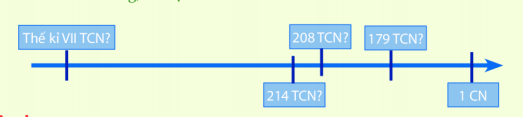 Thế kỉ VII TCN?
208 TCN?
179 TCN?
214 TCN?
1 CN